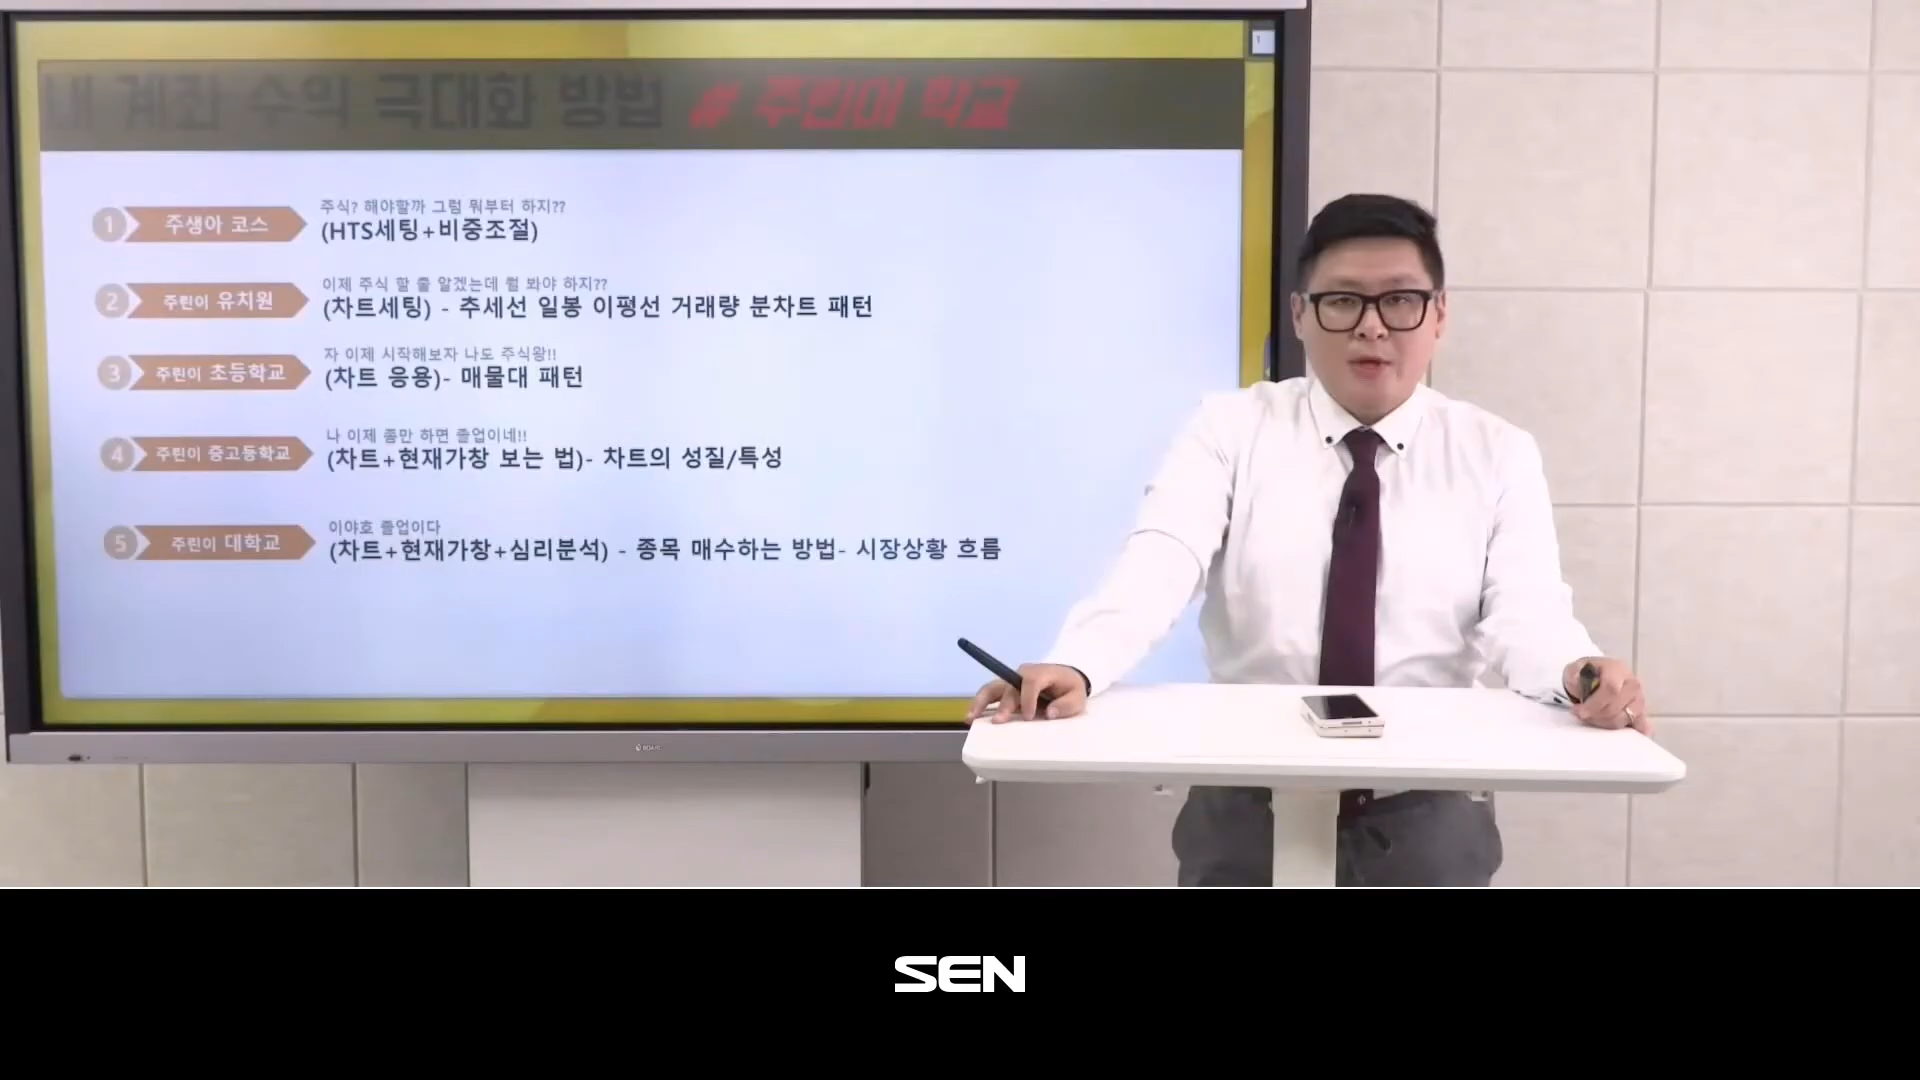 내 계좌 수익 극대화 방법 # 주린이 학교
1 주생아 코스
주식? 해야할까 그럼 뭐부터 하지??
(HTS세팅+비중조절)
2 주린이 유치원
이제 주식 할 줄 알겠는데 뭘 봐야 하지??
(차트세팅) - 추세선 일봉 이평선 거래량 분차트 패턴
3 주린이 초등학교
자 이제 시작해보자 나도 주식왕!!
(차트 응용)- 매물대 패턴
4 주린이 중고등학교
나 이제 좀만 하면 졸업이네!!
(차트+현재가창 보는 법)- 차트의 성질/특성
5 주린이 대학교
이야호 졸업이다
(차트+현재가창+심리분석) - 종목 매수하는 방법- 시장상황 흐름
SEN